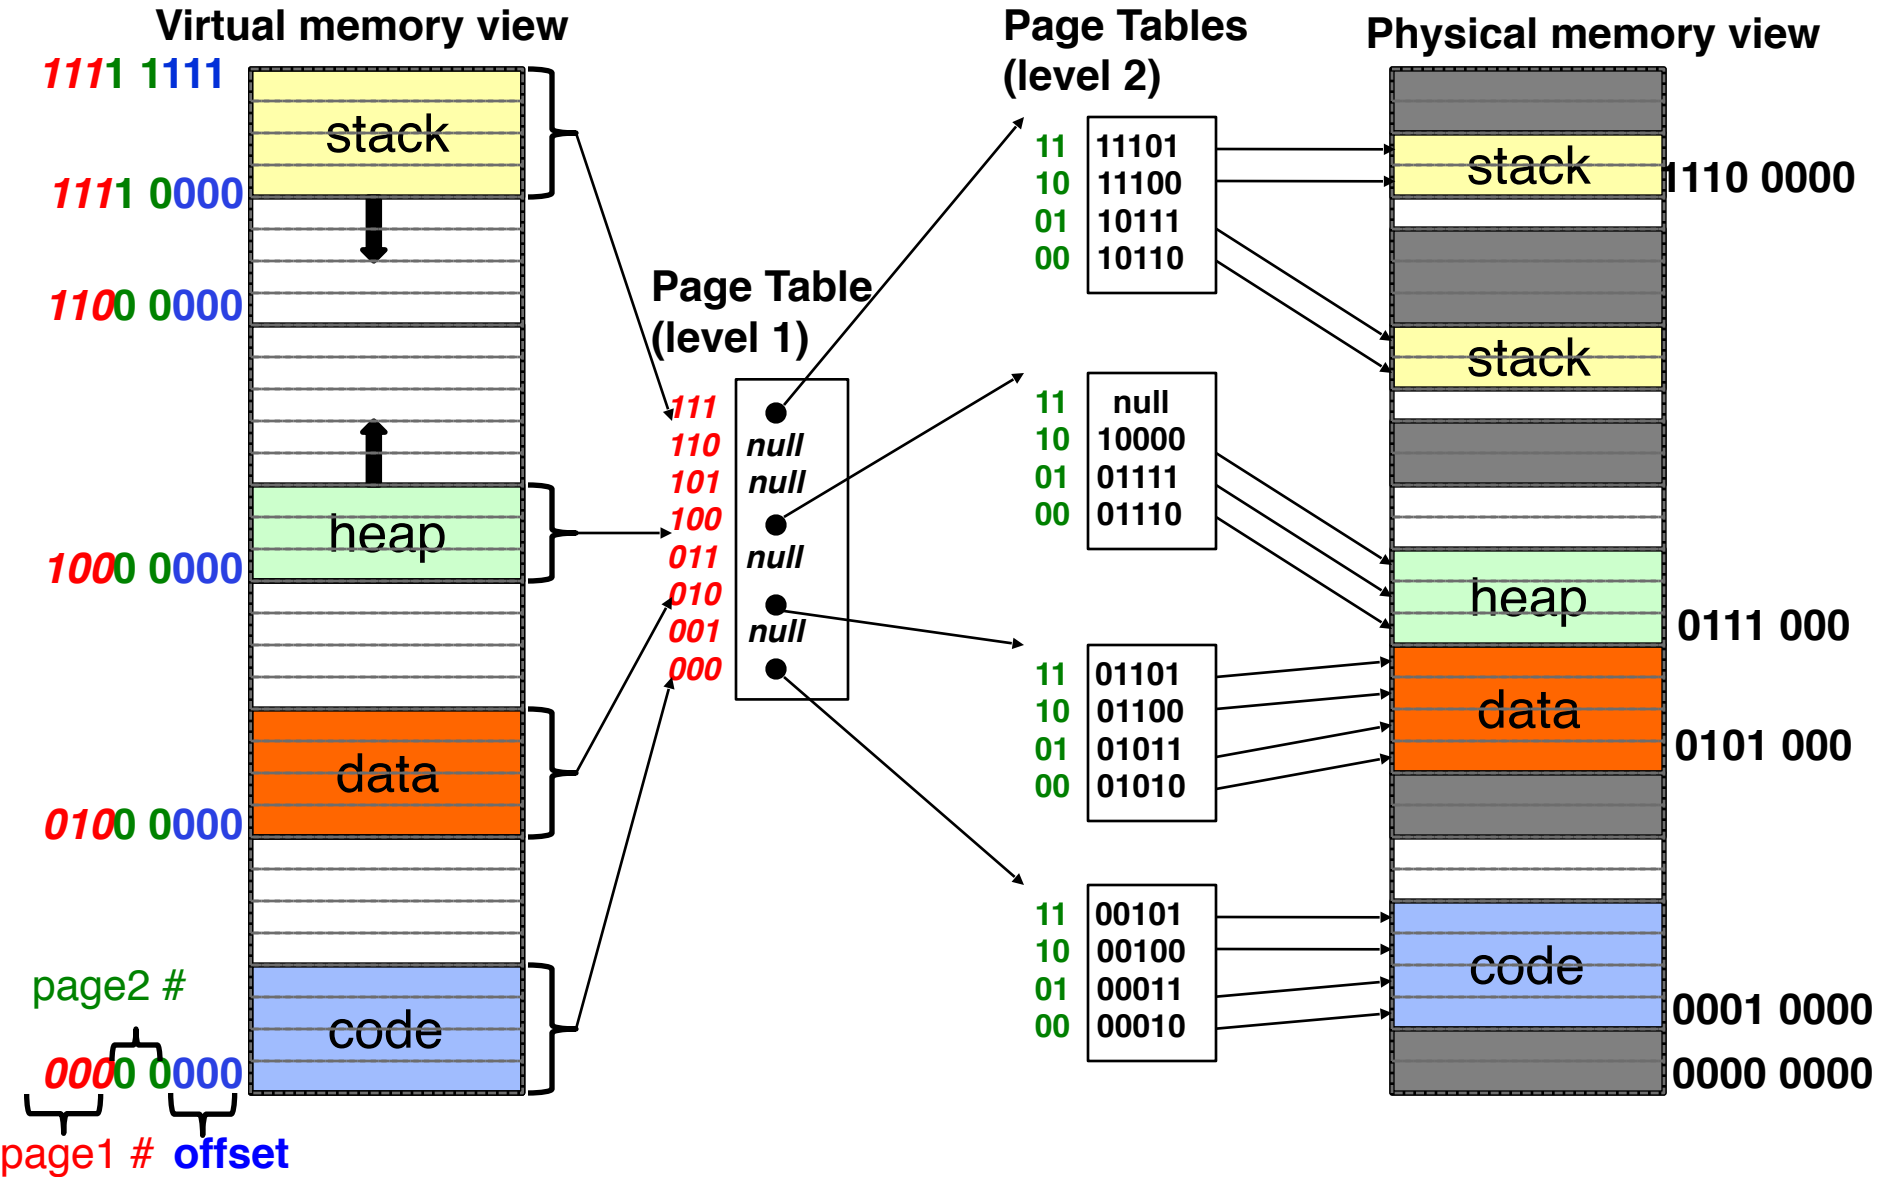 Virtual memory view
1111 1111
stack
1111 0000
1100 0000
heap
1000 0000
data
0100 0000
page2 #
code
0000 0000
page1 # offset
Page Table
(level 1)
111
110 null
101 null
100
011 null
010
001 null
000
Page Tables
(level 2)
11 11101
10 11100
01 10111
00 10110
11 null
10 10000
01 01111
00 01110
11 01101
10 01100
01 01011
00 01010
11 00101
10 00100
01 00011
00 00010
Physical memory view
stack
1110 0000
stack
heap
0111 000
data
0101 000
code
0001 0000
0000 0000